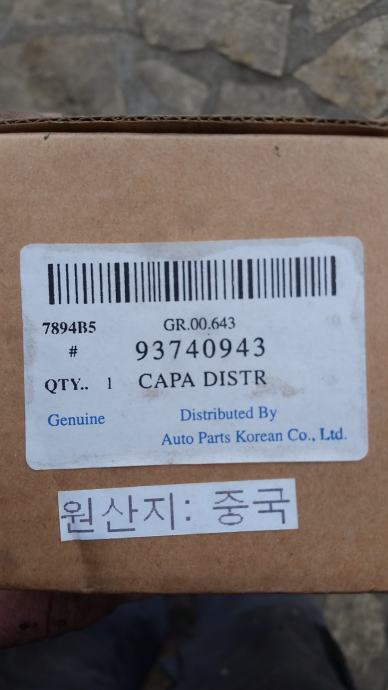 7894B5 GR.00.643
# 93740943
QTY.. 1 CAPA DISTR
Genuine Distributed By
Auto Parts Korean Co., Ltd.
원산지: 중국